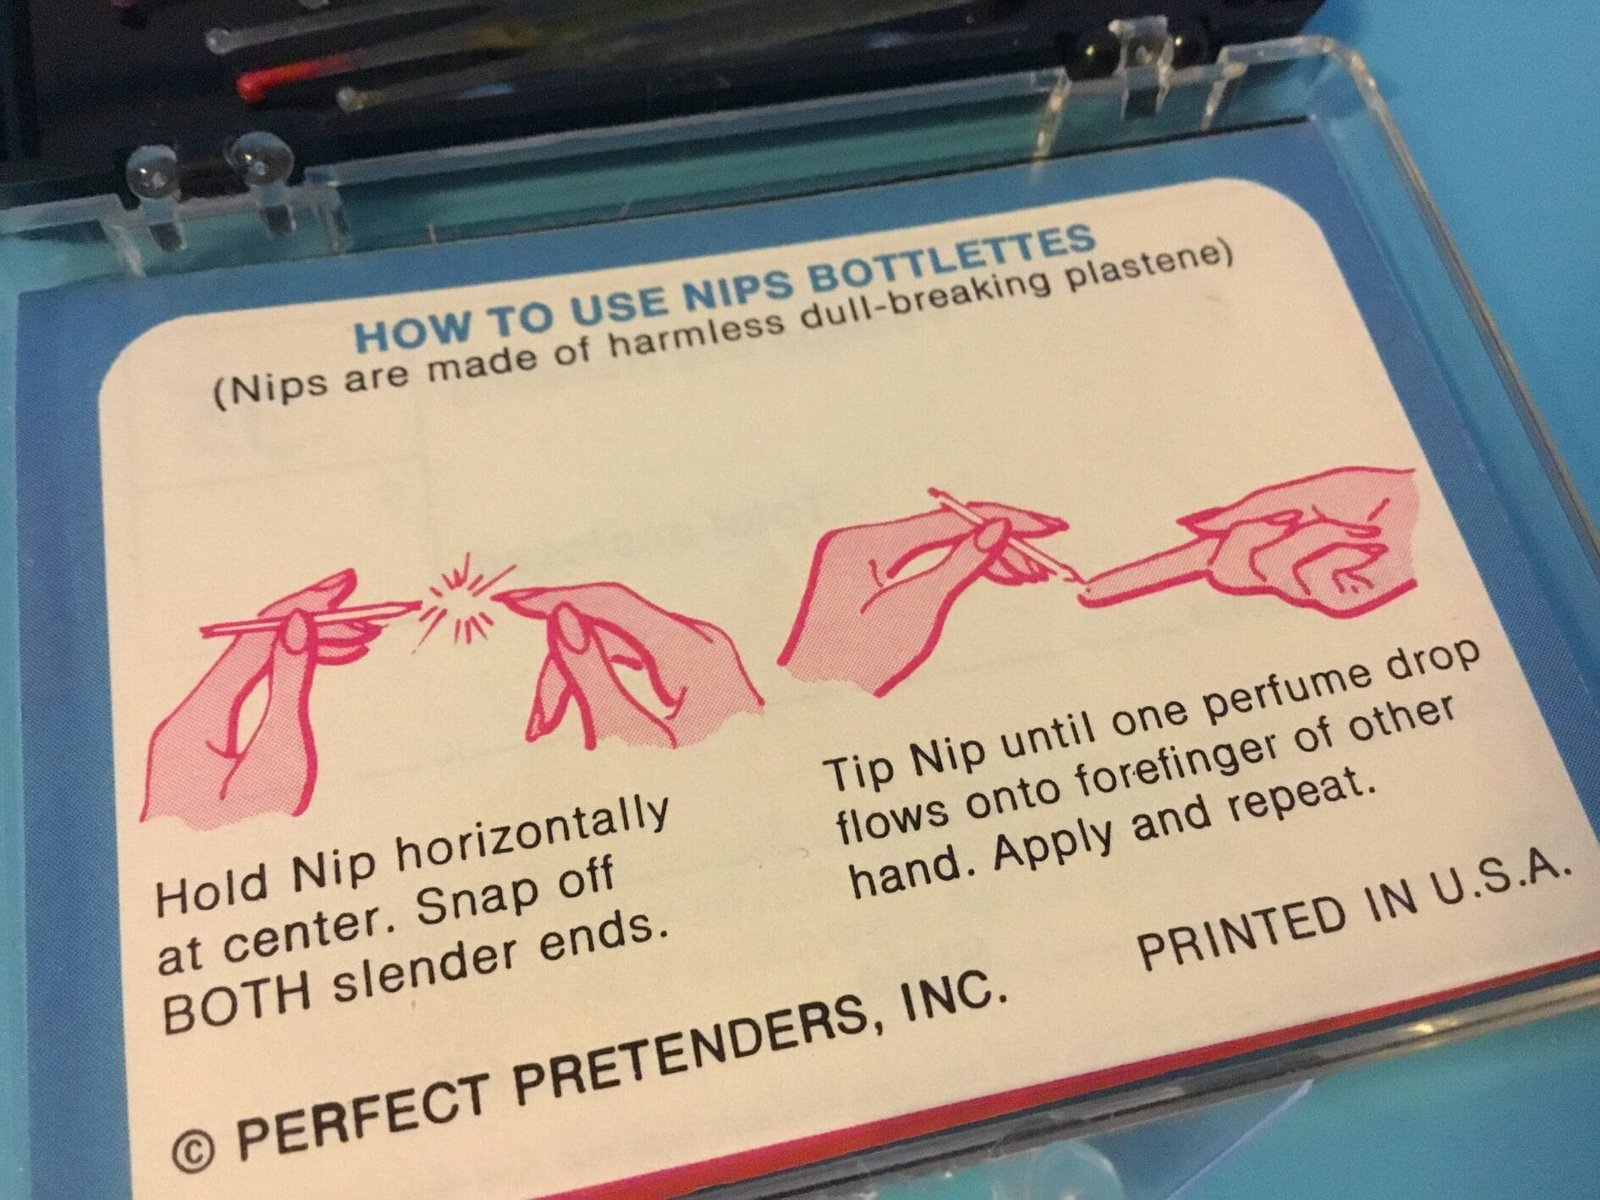 HOW TO USE NIPS BOTTLETTES
(Nips are made of harmless dull-breaking plastene)
Hold Nip horizontally
at center. Snap off
BOTH slender ends.
Tip Nip until one perfume drop
flows onto forefinger of other
hand. Apply and repeat.
© PERFECT PRETENDERS, INC.
PRINTED IN U.S.A.